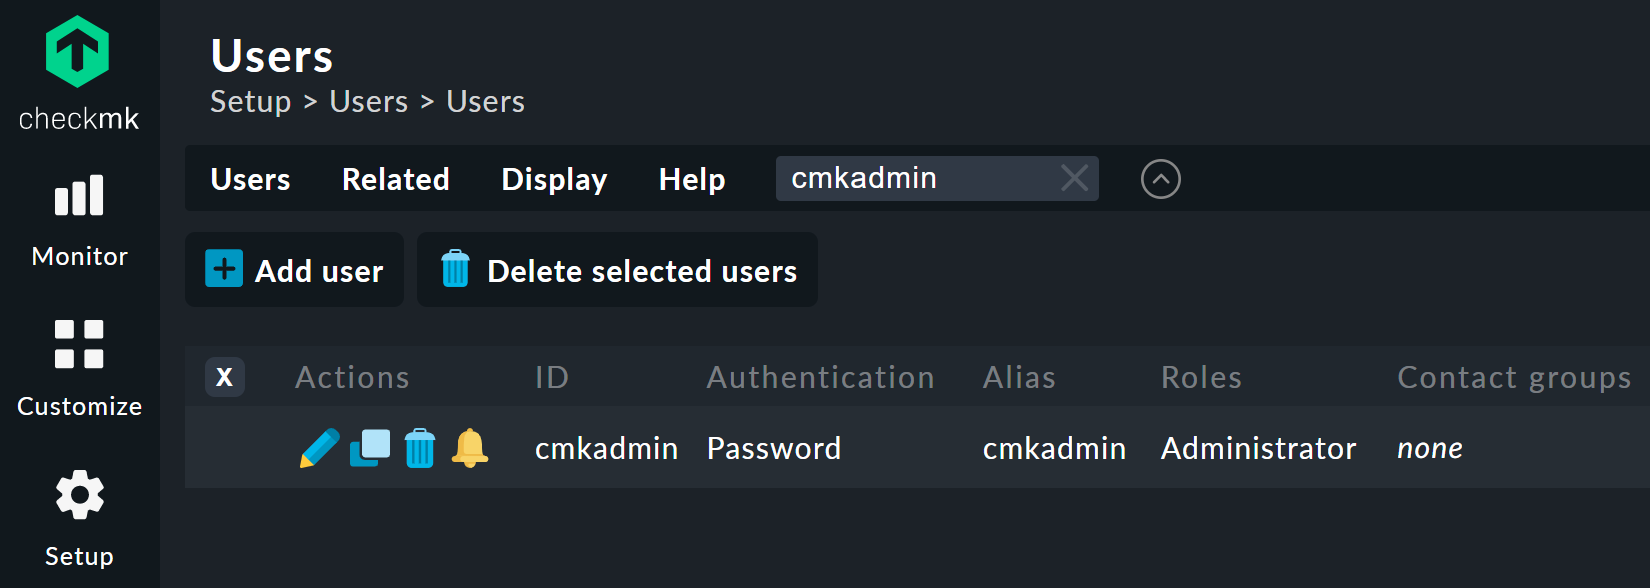 checkmk
Monitor
Customize
Setup
Users
Setup > Users > Users
Users Related Display Help cmkadmin
Add user Delete selected users
X Actions ID Authentication Alias Roles Contact groups
cmkadmin Password cmkadmin Administrator none